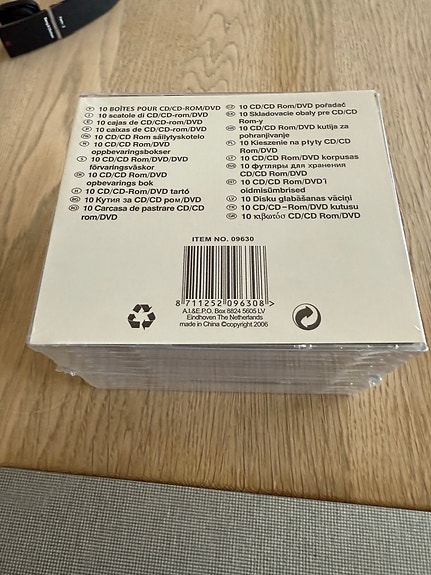 10 BOÎTES POUR CD/CD-ROM/DVD
10 scatole di CD/CD-rom/DVD
10 cajas de CD/CD-rom/DVD
10 caixas de CD/CD-rom/DVD
10 CD/CD Rom säilytyskotelo
10 CD/CD Rom/DVD
oppbevaringsbokser
10 CD/CD Rom/DVD/DVD
förvaringsväskor
10 CD/CD Rom/DVD
opbevarings bok
10 CD/CD-Rom/DVD tartó
10 Кутия за CD/CD ром/DVD
10 Carcasa de pastrare CD/CD
rom/DVD
10 CD/CD Rom/DVD pořadač
10 Skladovacie obaly pre CD/CD
Rom-y
10 CD/CD Rom/DVD kutija za
pohranjivanje
10 Kieszenie na płyty CD/CD
Rom/DVD
10 CD/CD Rom/DVD korpusas
10 футляры для хранения
CD/CD Rom/DVD
10 CD/CD Rom/DVD'i
oidmisümbrised
10 Disku glabāšanas vāciņi
10 CD/CD-Rom/DVD kutusu
10 κιβωτόσ CD/CD Rom/DVD
ITEM NO. 09630
8 711252 096308 >
A.I.&E.P.O. Box 8824 5605 LV
Eindhoven The Netherlands
made in China ©copyright 2006